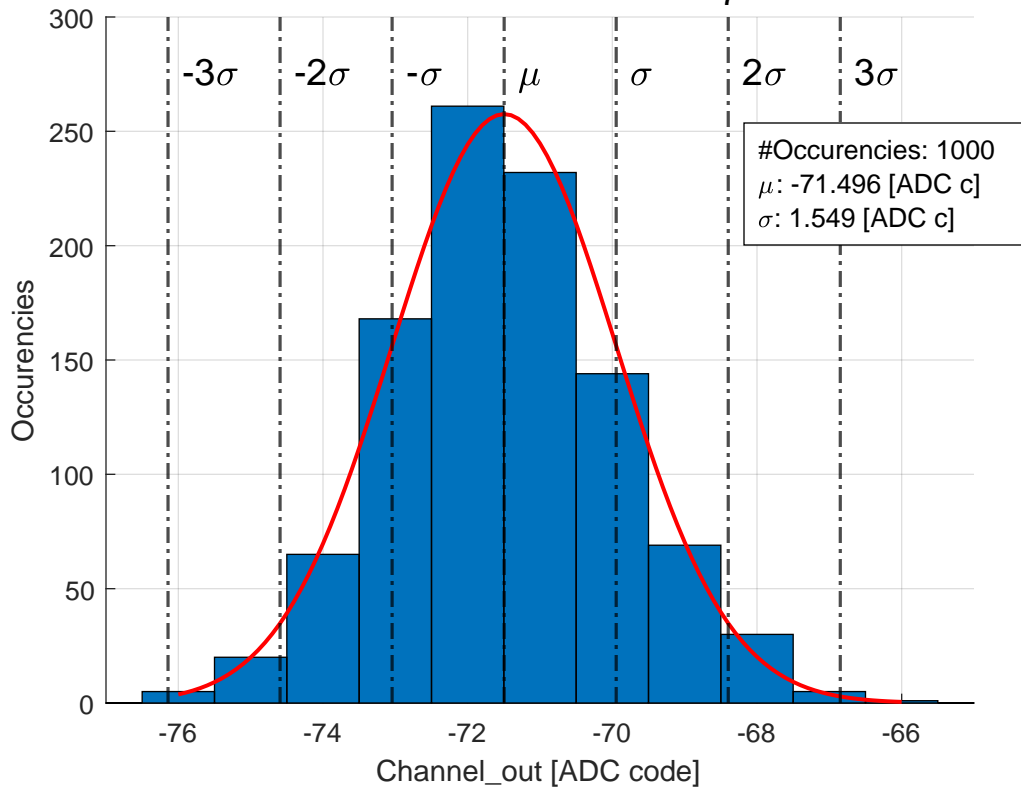 300
250
200
150
100
50
0
-3σ
-2σ
-σ
μ
σ
2σ
3σ
#Occurencies: 1000
μ: -71.496 [ADC c]
σ: 1.549 [ADC c]
Occurencies
-76
-74
-72
-70
-68
-66
Channel_out [ADC code]